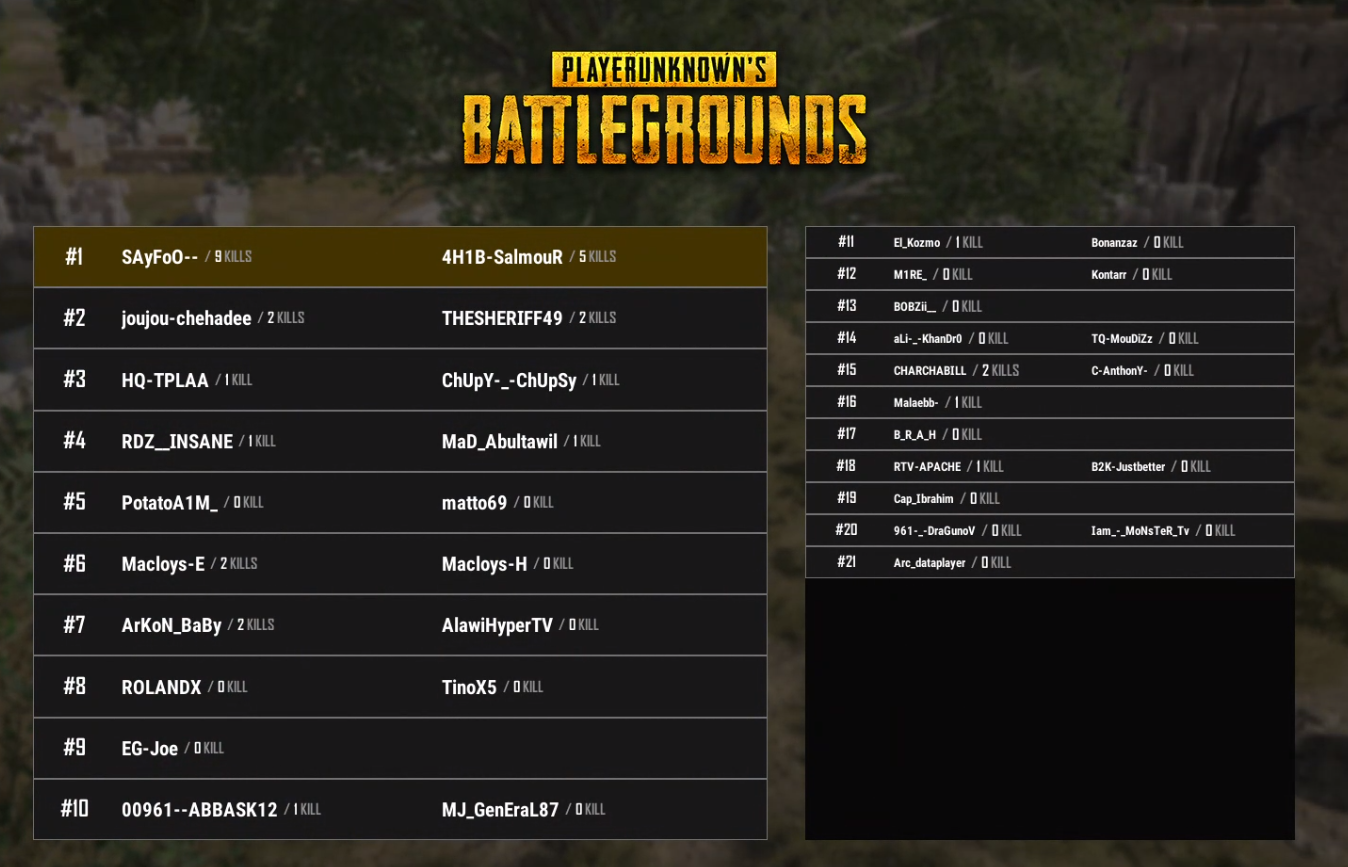 PLAYERUNKNOWN'S
BATTLEGROUNDS
#1 SAyFoO-- / 9 KILLS 4H1B-SalmouR / 5 KILLS
#2 joujou-chehadee / 2 KILLS THESHERIFF49 / 2 KILLS
#3 HQ-TPLAA / 1 KILL ChUpY-_-ChUpSy / 1 KILL
#4 RDZ__INSANE / 1 KILL MaD_Abultawil / 1 KILL
#5 PotatoA1M_ / 0 KILL matto69 / 0 KILL
#6 Macloys-E / 2 KILLS Macloys-H / 0 KILL
#7 ArKoN_BaBy / 2 KILLS AlawiHyperTV / 0 KILL
#8 ROLANDX / 0 KILL TinoX5 / 0 KILL
#9 EG-Joe / 0 KILL
#10 00961--ABBASK12 / 1 KILL MJ_GenEraL87 / 0 KILL
#11 El_Kozmo / 1 KILL Bonanzaz / 0 KILL
#12 M1RE_ / 0 KILL Kontarr / 0 KILL
#13 BOBZii__ / 0 KILL
#14 aLi-_-KhanDr0 / 0 KILL TQ-MouDiZz / 0 KILL
#15 CHARCHABILL / 2 KILLS C-AnthonY- / 0 KILL
#16 Malaebb- / 1 KILL
#17 B_R_A_H / 0 KILL
#18 RTV-APACHE / 1 KILL B2K-Justbetter / 0 KILL
#19 Cap_Ibrahim / 0 KILL
#20 961-_-DraGunoV / 0 KILL Iam_-_MoNsTeR_Tv / 0 KILL
#21 Arc_dataplayer / 0 KILL